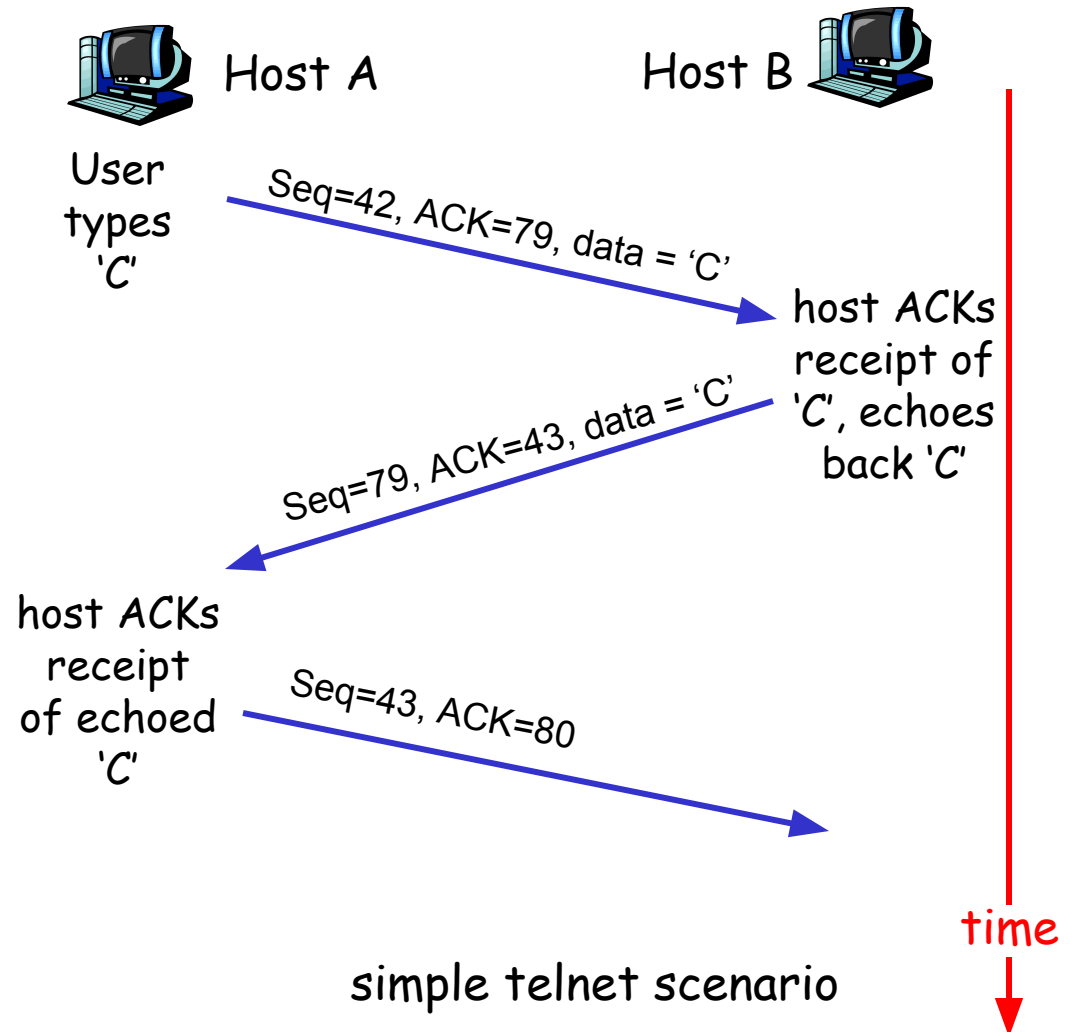 Host A
Host B
User
types
‘C’
Seq=42, ACK=79, data = ‘C’
host ACKs
receipt of
‘C’, echoes
back ‘C’
Seq=79, ACK=43, data = ‘C’
host ACKs
receipt
of echoed
‘C’
Seq=43, ACK=80
time
simple telnet scenario